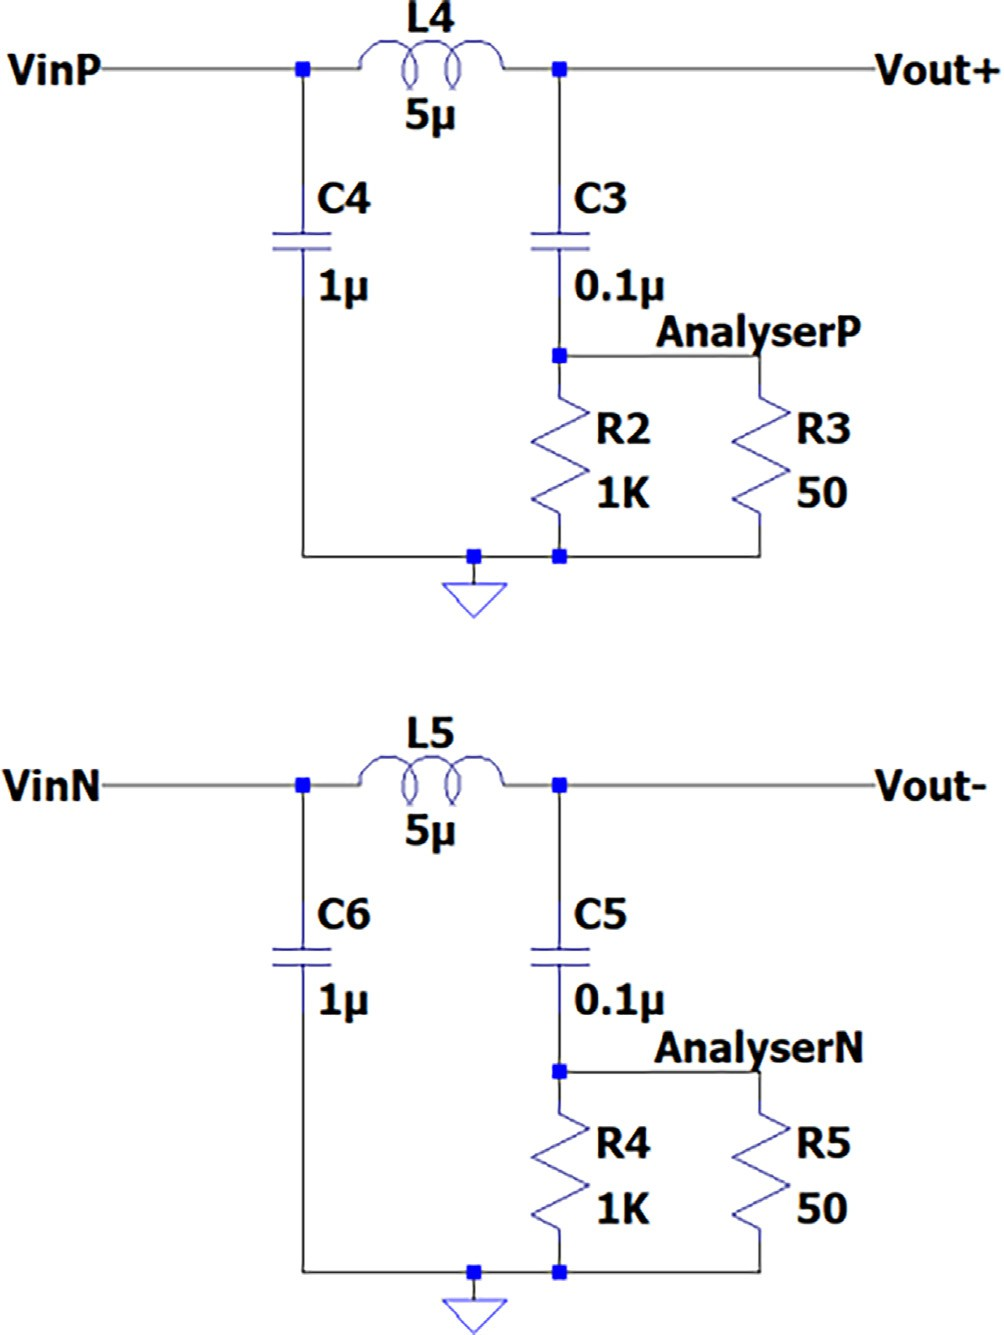 L4
VinP
Vout+
5µ
C4
C3
1µ
0.1µ
AnalyserP
R2
R3
1K
50
L5
VinN
Vout-
5µ
C6
C5
1µ
0.1µ
AnalyserN
R4
R5
1K
50